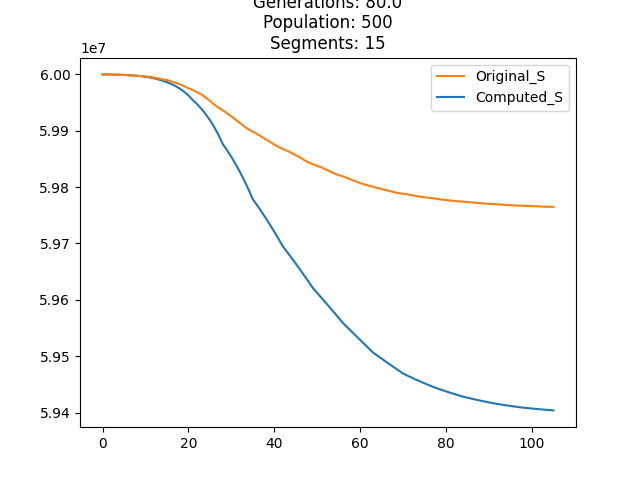 Generations: 80.0
Population: 500
Segments: 15
1e7
Original_S
Computed_S
6.00
5.99
5.98
5.97
5.96
5.95
5.94
0 20 40 60 80 100